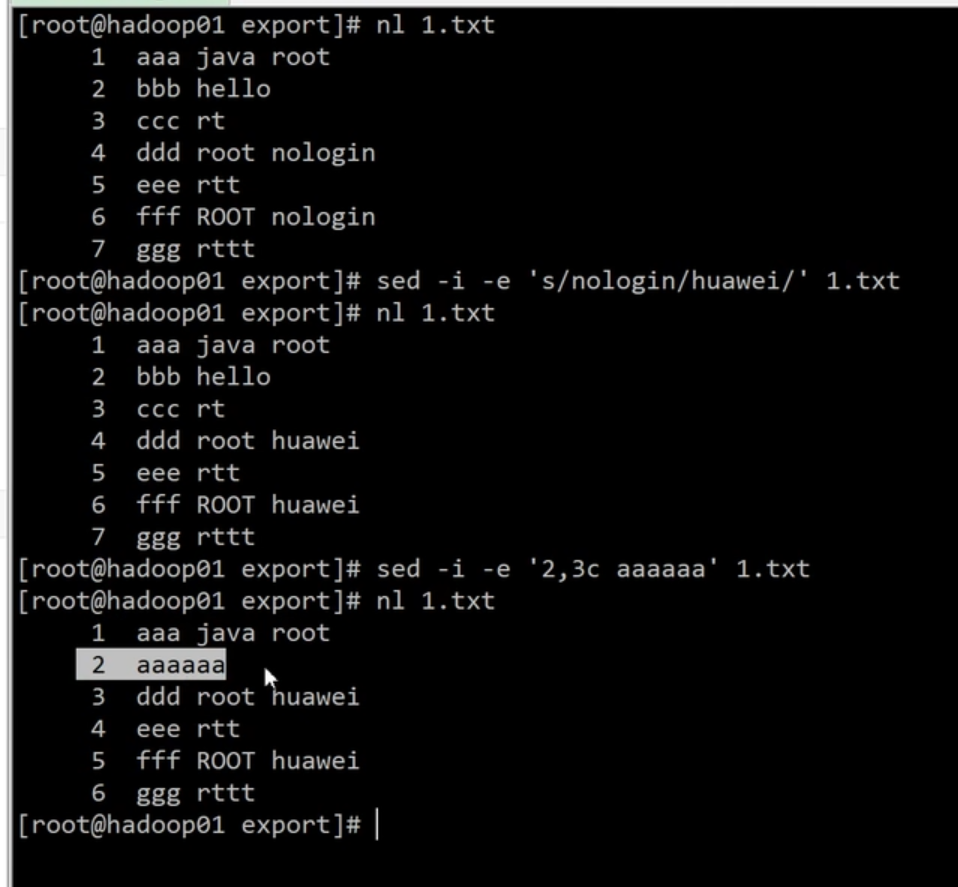 [root@hadoop01 export]# nl 1.txt
1 aaa java root
2 bbb hello
3 ccc rt
4 ddd root nologin
5 eee rtt
6 fff ROOT nologin
7 ggg rttt
[root@hadoop01 export]# sed -i -e 's/nologin/huawei/' 1.txt
[root@hadoop01 export]# nl 1.txt
1 aaa java root
2 bbb hello
3 ccc rt
4 ddd root huawei
5 eee rtt
6 fff ROOT huawei
7 ggg rttt
[root@hadoop01 export]# sed -i -e '2,3c aaaaaa' 1.txt
[root@hadoop01 export]# nl 1.txt
1 aaa java root
2 aaaaaa
3 ddd root huawei
4 eee rtt
5 fff ROOT huawei
6 ggg rttt
[root@hadoop01 export]#